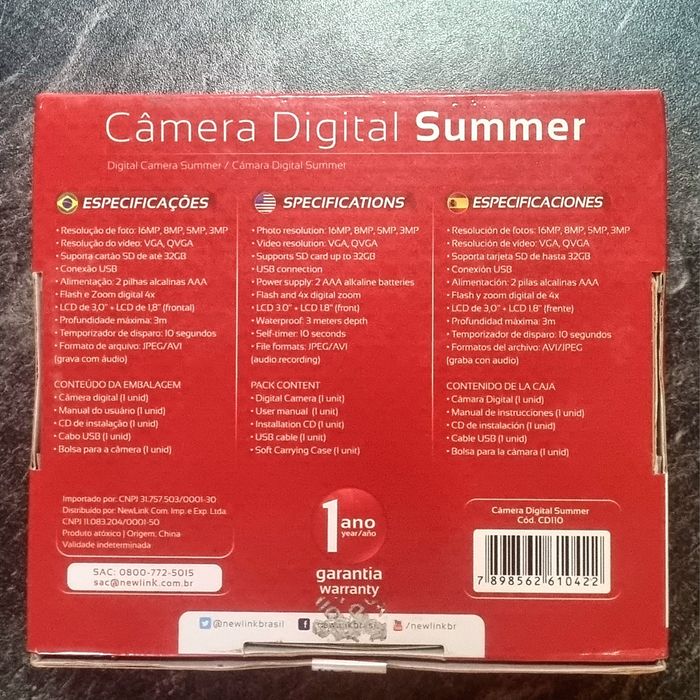 Câmera Digital Summer
Digital Camera Summer / Cámara Digital Summer
ESPECIFICAÇÕES
• Resolução de foto: 16MP, 8MP, 5MP, 3MP
• Resolução do vídeo: VGA, QVGA
• Suporta cartão SD de até 32GB
• Conexão USB
• Alimentação: 2 pilhas alcalinas AAA
• Flash e Zoom digital 4x
• LCD de 3,0" + LCD de 1,8" (frontal)
• Profundidade máxima: 3m
• Temporizador de disparo: 10 segundos
• Formato de arquivo: JPEG/AVI
(grava com áudio)
CONTEÚDO DA EMBALAGEM
• Câmera digital (1 unid)
• Manual do usuário (1 unid)
• CD de instalação (1 unid)
• Cabo USB (1 unid)
• Bolsa para a câmera (1 unid)
SPECIFICATIONS
• Photo resolution: 16MP, 8MP, 5MP, 3MP
• Video resolution: VGA, QVGA
• Supports SD card up to 32GB
• USB connection
• Power supply: 2 AAA alkaline batteries
• Flash and 4x digital zoom
• LCD 3.0" + LCD 1.8" (front)
• Waterproof: 3 meters depth
• Self-timer: 10 seconds
• File formats: JPEG/AVI
(audio recording)
PACK CONTENT
• Digital Camera (1 unit)
• User manual (1 unit)
• Installation CD (1 unit)
• USB cable (1 unit)
• Soft Carrying Case (1 unit)
ESPECIFICACIONES
• Resolución de fotos: 16MP, 8MP, 5MP, 3MP
• Resolución de vídeo: VGA, QVGA
• Soporta tarjeta SD de hasta 32GB
• Conexión USB
• Alimentación: 2 pilas alcalinas AAA
• Flash y zoom digital de 4x
• LCD de 3,0" + LCD 1.8" (frente)
• Profundidad máxima: 3m
• Temporizador de disparo: 10 segundos
• Formatos del archivo: AVI/JPEG
(graba con audio)
CONTENIDO DE LA CAJA
• Cámara Digital (1 unid)
• Manual de instrucciones (1 unid)
• CD de instalación (1 unid)
• Cable USB (1 unid)
• Bolsa para la cámara (1 unid)
Importado por: CNPJ 31.757.503/0001-30
Distribuído por: NewLink Com. Imp. e Exp. Ltda.
CNPJ 11.083.204/0001-50
Produto atóxico | Origem: China
Validade indeterminada
SAC: 0800-772-5015
sac@newlink.com.br
1 ano
year/año
garantia
warranty
Câmera Digital Summer
Cód. CD110
7 898562 610422
@newlinkbrasil /newlinkbrasil /newlinkbr